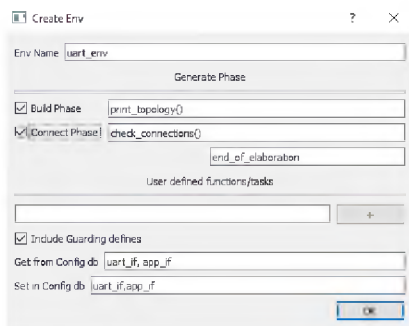 Create Env ? ×
Env Name uart_env
Generate Phase
Build Phase print_topology()
Connect Phase check_connections()
end_of_elaboration
User defined functions/tasks
+
Include Guarding defines
Get from Config db uart_if, app_if
Set in Config db uart_if,app_if
OK